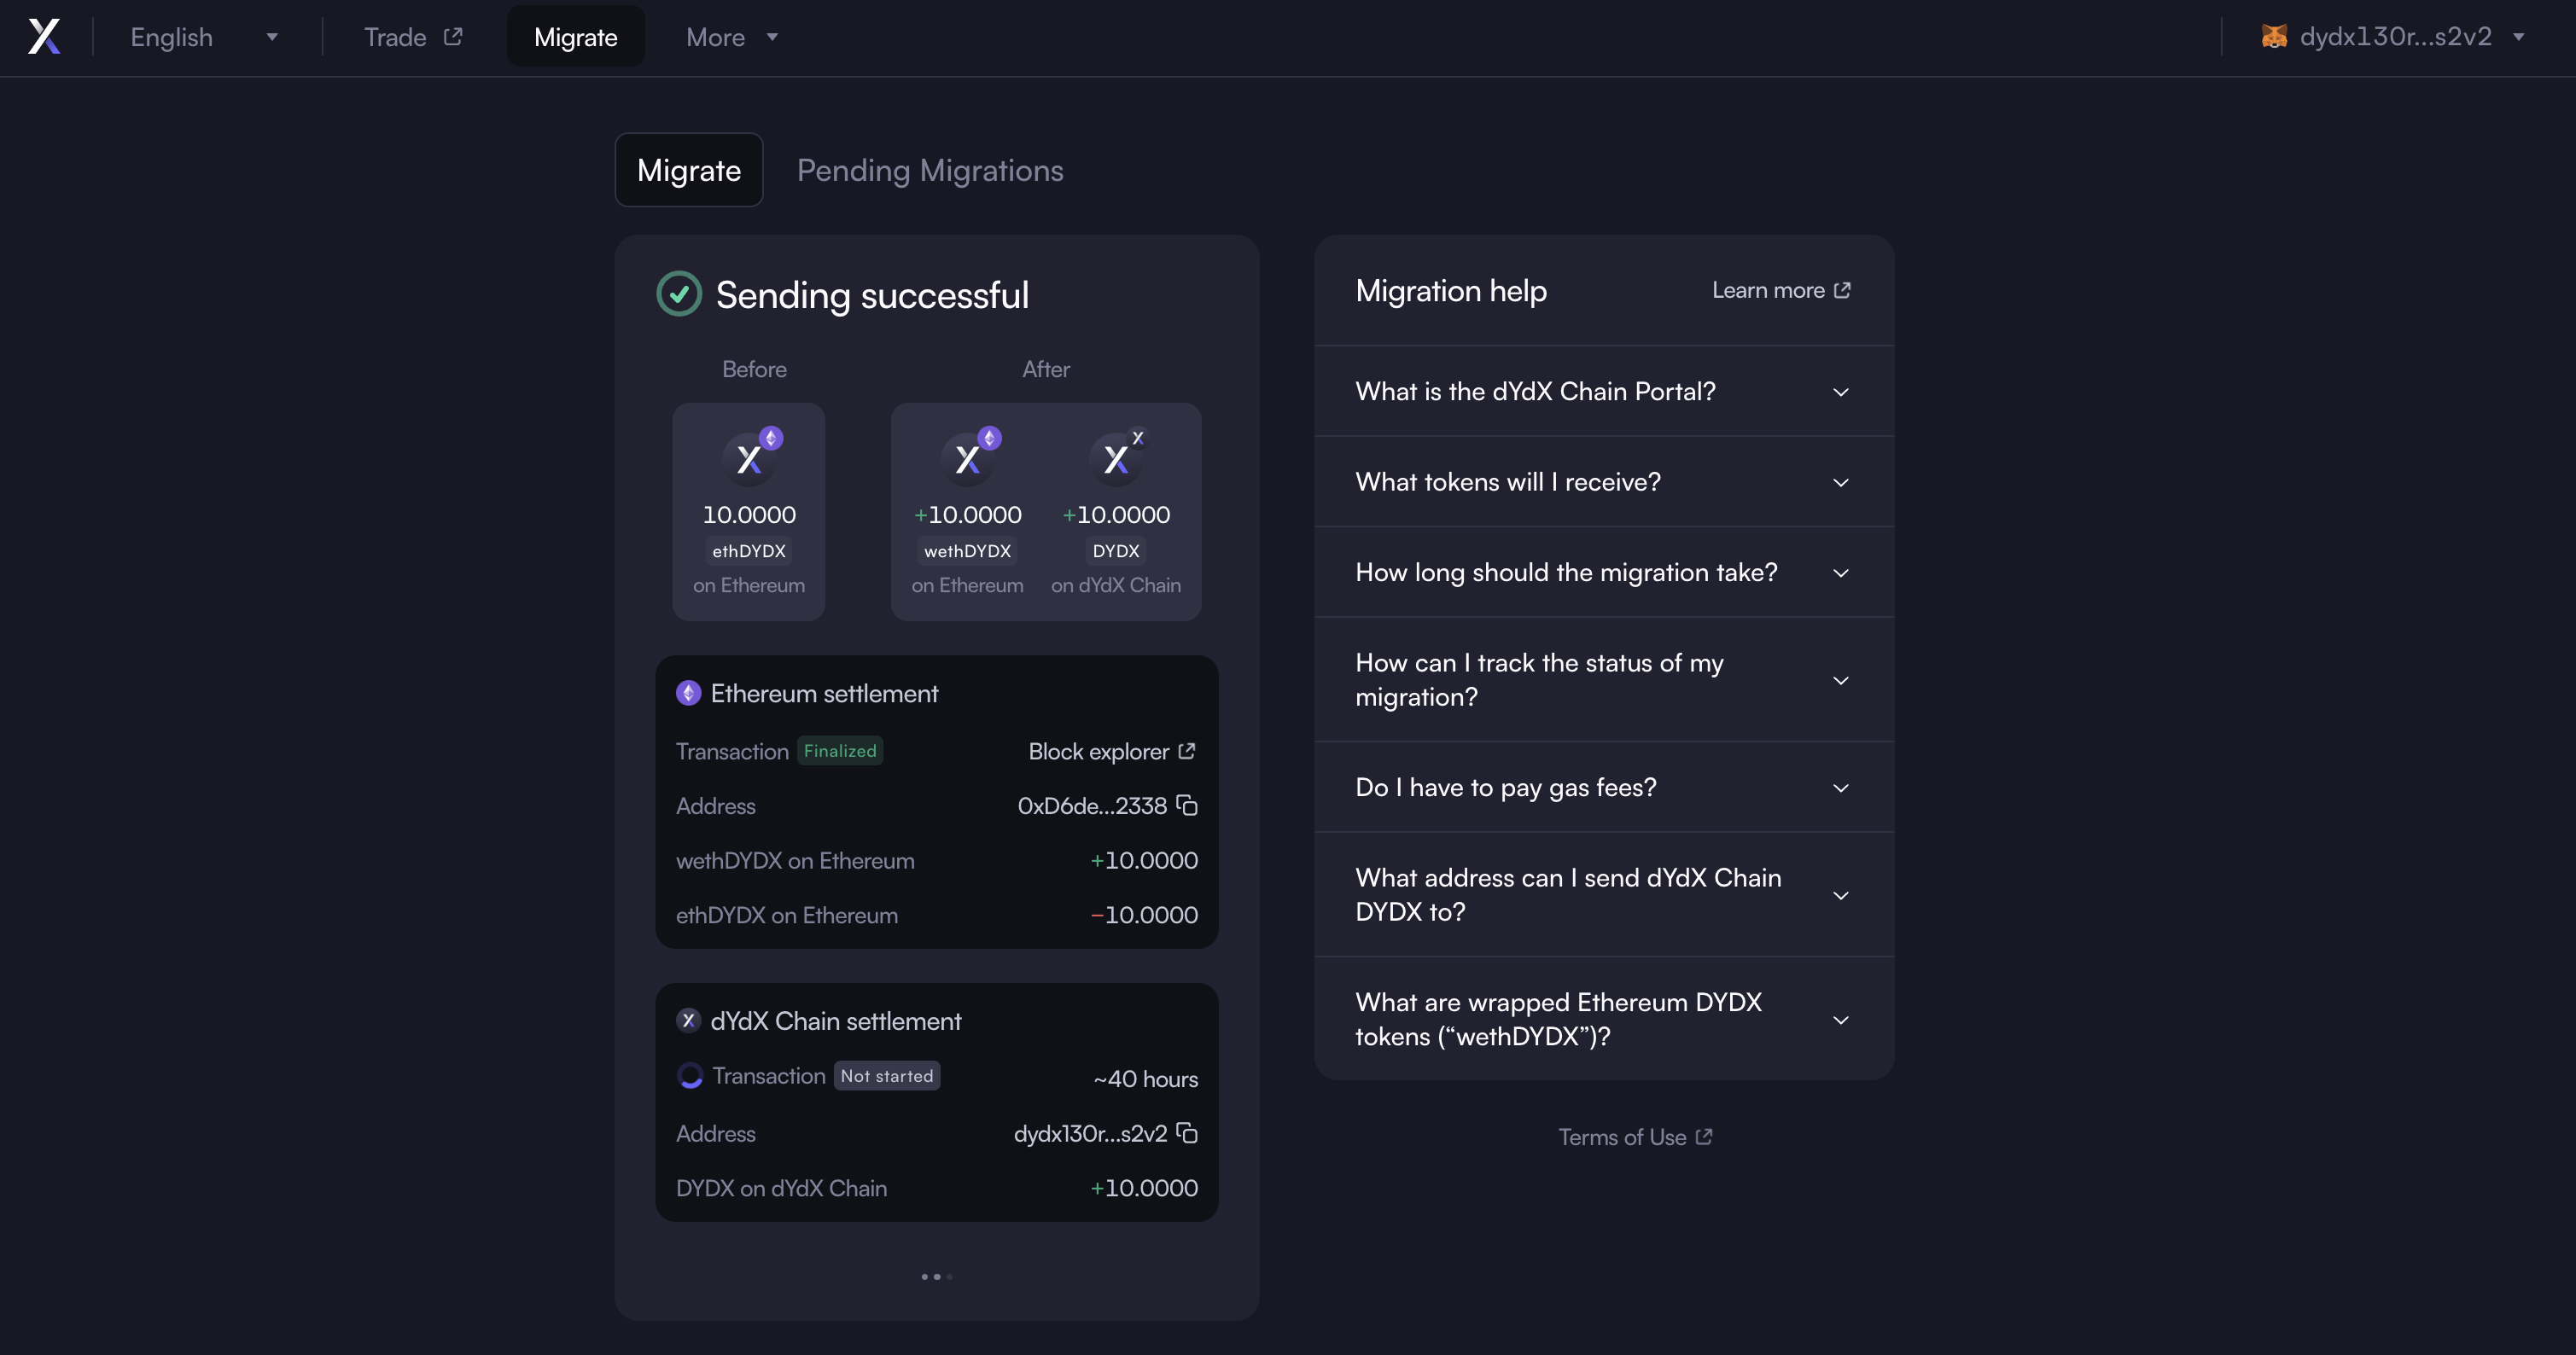 English
Trade
Migrate
More
dydx130r...s2v2
Migrate
Pending Migrations
Sending successful
Before
After
10.0000
ethDYDX
on Ethereum
+10.0000
wethDYDX
on Ethereum
+10.0000
DYDX
on dYdX Chain
Ethereum settlement
Transaction Finalized
Block explorer
Address
0xD6de...2338
wethDYDX on Ethereum
+10.0000
ethDYDX on Ethereum
−10.0000
dYdX Chain settlement
Transaction Not started
~40 hours
Address
dydx130r...s2v2
DYDX on dYdX Chain
+10.0000
Migration help
Learn more
What is the dYdX Chain Portal?
What tokens will I receive?
How long should the migration take?
How can I track the status of my
migration?
Do I have to pay gas fees?
What address can I send dYdX Chain
DYDX to?
What are wrapped Ethereum DYDX
tokens (“wethDYDX”)?
Terms of Use